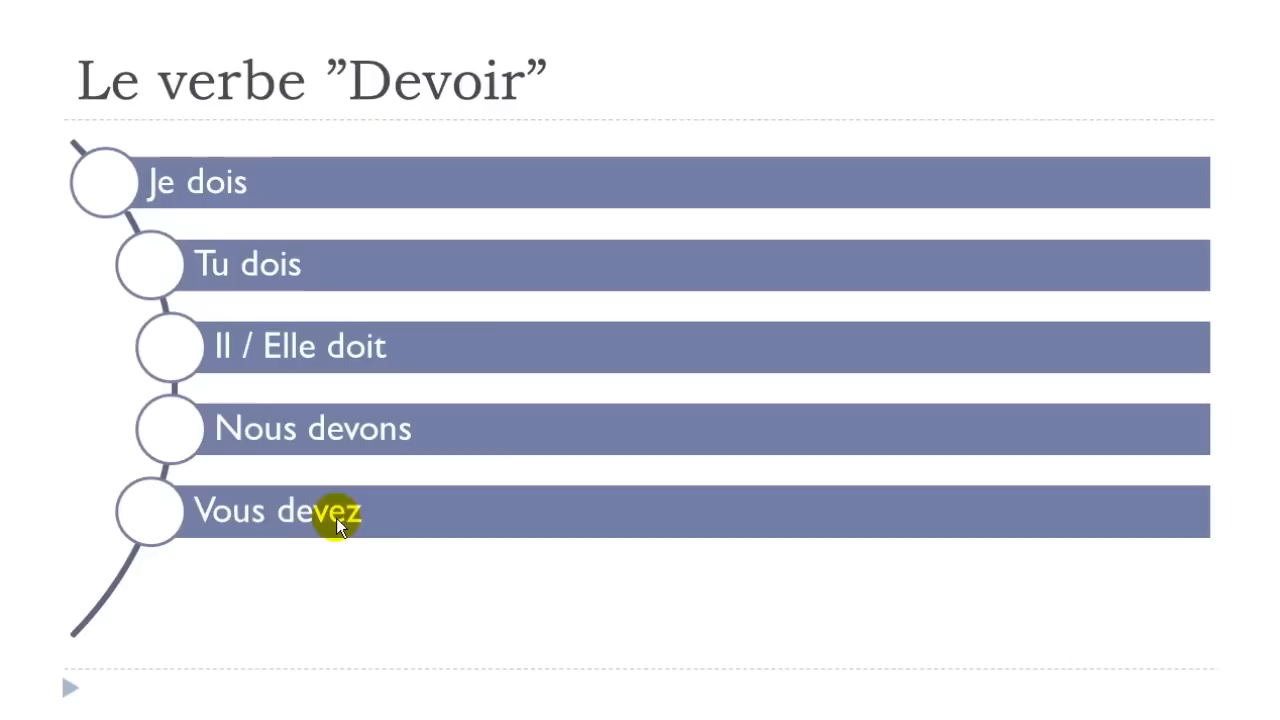 Le verbe ”Devoir”
Je dois
Tu dois
Il / Elle doit
Nous devons
Vous devez